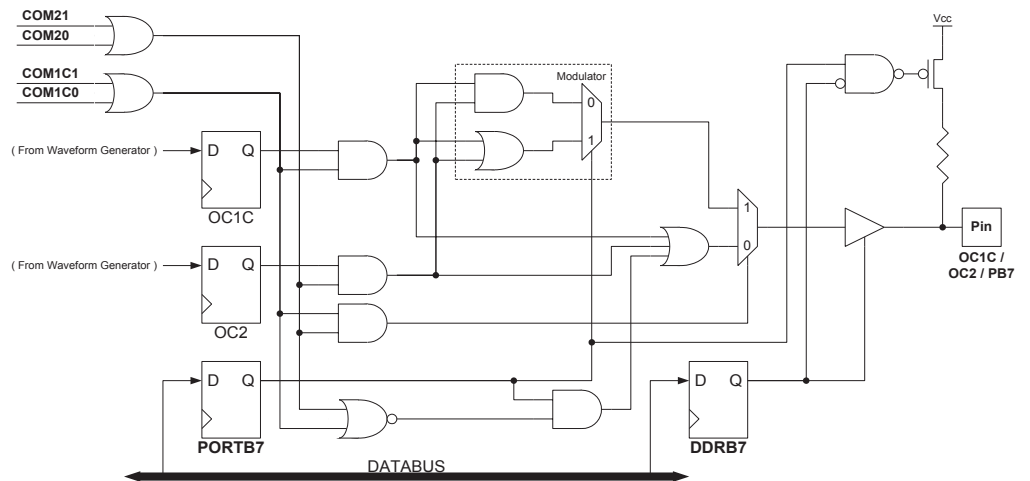 COM21
COM20
COM1C1
COM1C0
Vcc
Modulator
0
1
( From Waveform Generator )
D Q
OC1C
( From Waveform Generator )
D Q
OC2
1
0
Pin
OC1C /
OC2 / PB7
D Q
PORTB7
D Q
DDRB7
DATABUS